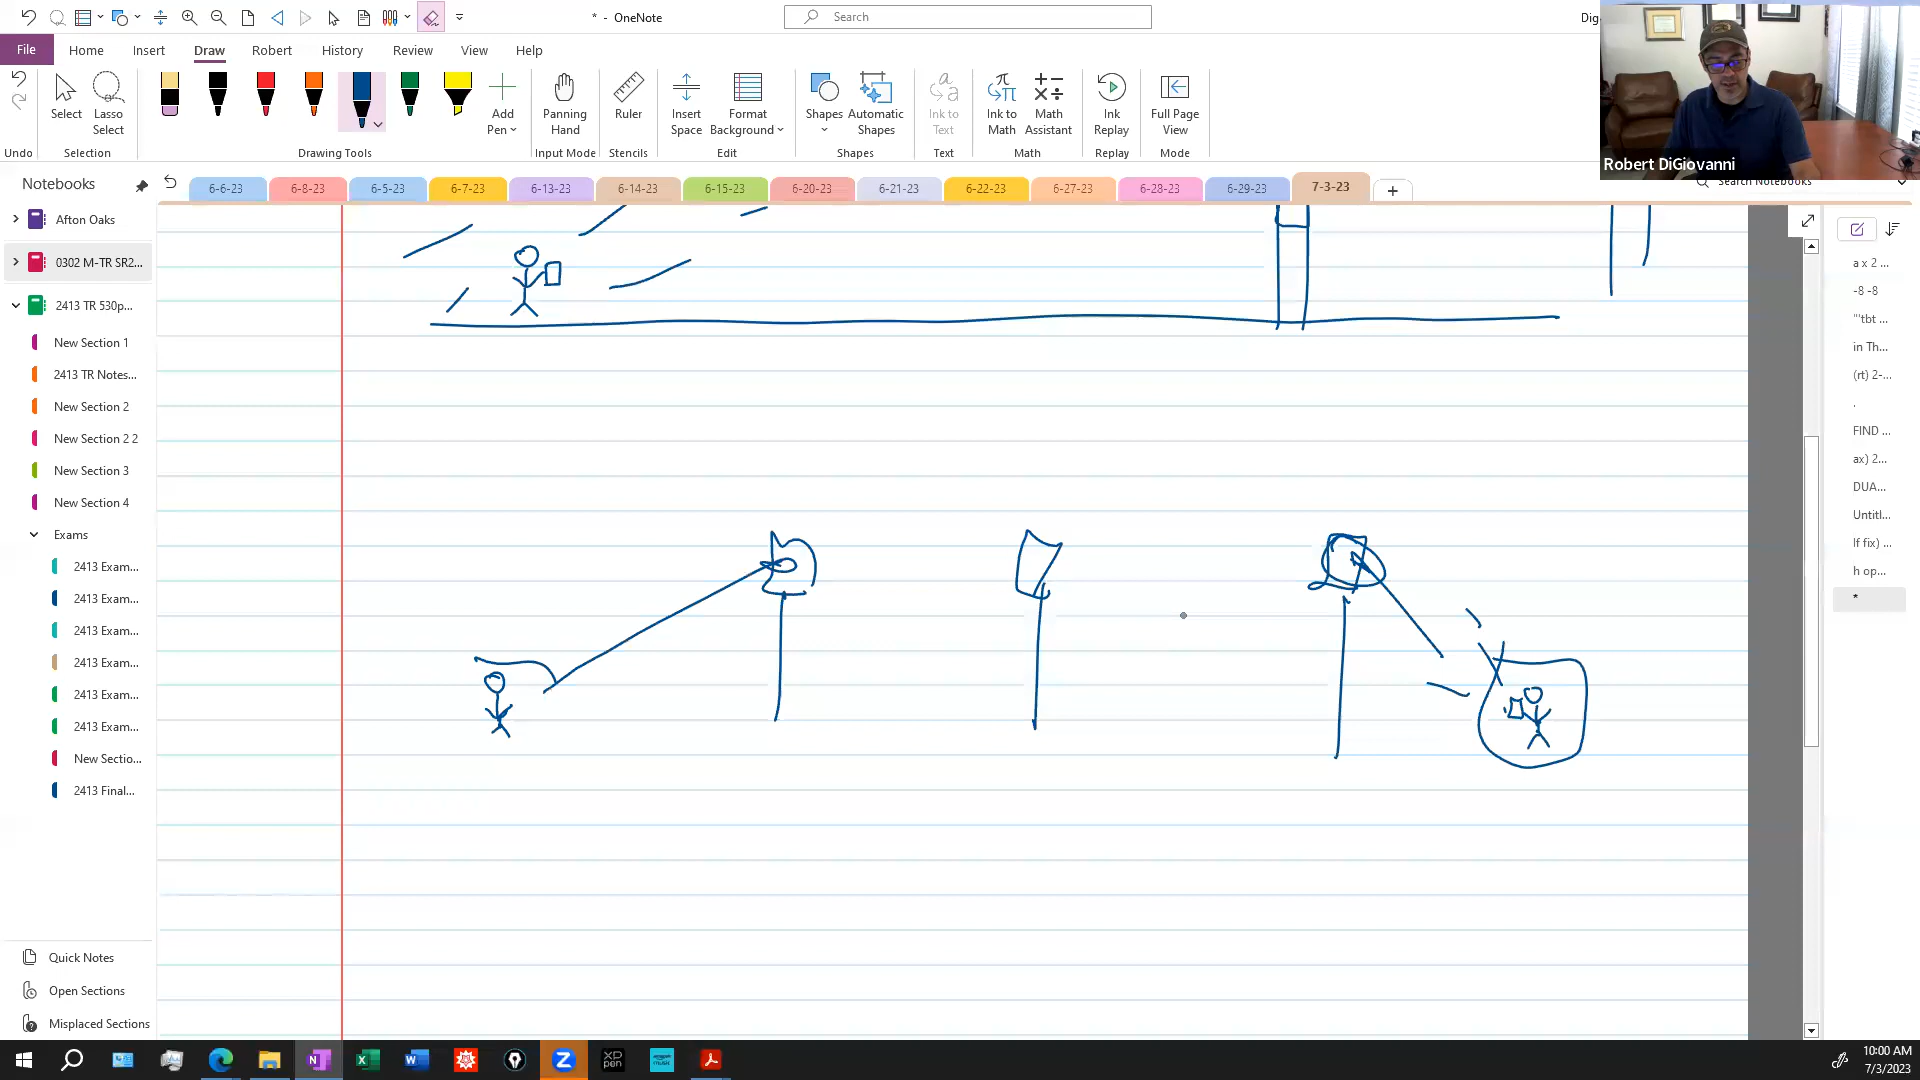 * - OneNote
Search
Dig
File
Home
Insert
Draw
Robert
History
Review
View
Help
Select
Lasso
Select
Add
Pen
Panning
Hand
Ruler
Insert
Space
Format
Background
Shapes
Automatic
Shapes
Ink to
Text
Ink to
Math
Math
Assistant
Ink
Replay
Full Page
View
Undo
Selection
Drawing Tools
Input Mode
Stencils
Edit
Shapes
Text
Math
Replay
Mode
Robert DiGiovanni
Notebooks
6-6-23
6-8-23
6-5-23
6-7-23
6-13-23
6-14-23
6-15-23
6-20-23
6-21-23
6-22-23
6-27-23
6-28-23
6-29-23
7-3-23
Search Notebooks
Afton Oaks
0302 M-TR SR2...
2413 TR 530p...
New Section 1
2413 TR Notes...
New Section 2
New Section 2 2
New Section 3
New Section 4
Exams
2413 Exam...
2413 Exam...
2413 Exam...
2413 Exam...
2413 Exam...
2413 Exam...
New Sectio...
2413 Final...
Quick Notes
Open Sections
Misplaced Sections
a x 2 ...
-8 -8
"'tbt ...
in Th...
(rt) 2-...
.
FIND ...
ax) 2...
DUA...
Untitl...
If fix) ...
h op...
*
XP
pen
10:00 AM
7/3/2023